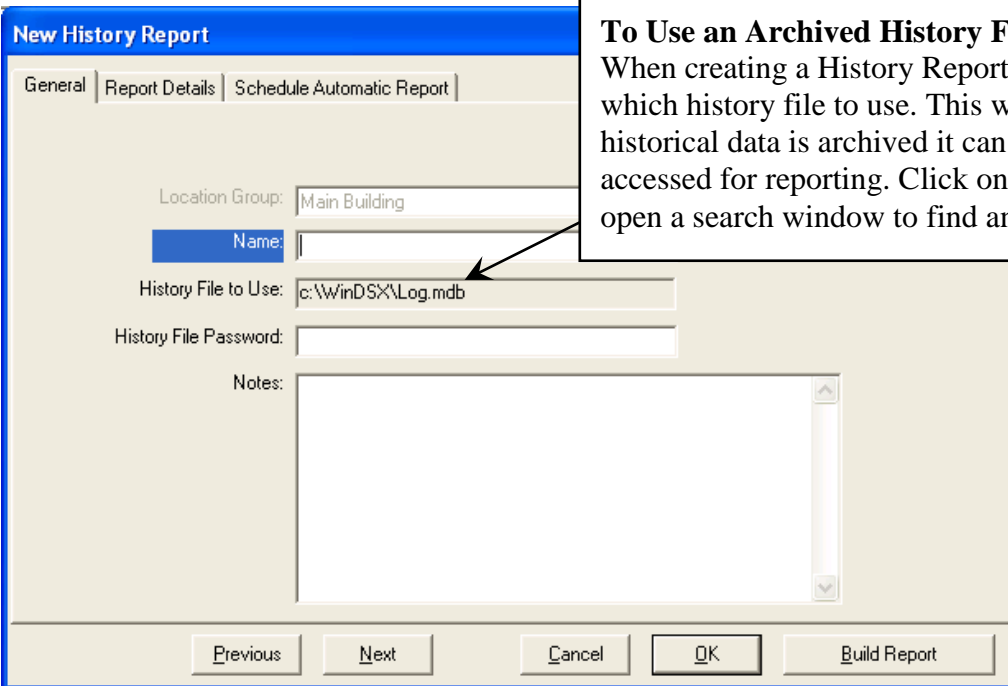 New History Report
To Use an Archived History
When creating a History Report
which history file to use. This
historical data is archived it can
accessed for reporting. Click on
open a search window to find
General Report Details Schedule Automatic Report
Location Group: Main Building
Name:
History File to Use: c:\WinDSX\Log.mdb
History File Password:
Notes:
Previous Next Cancel OK Build Report